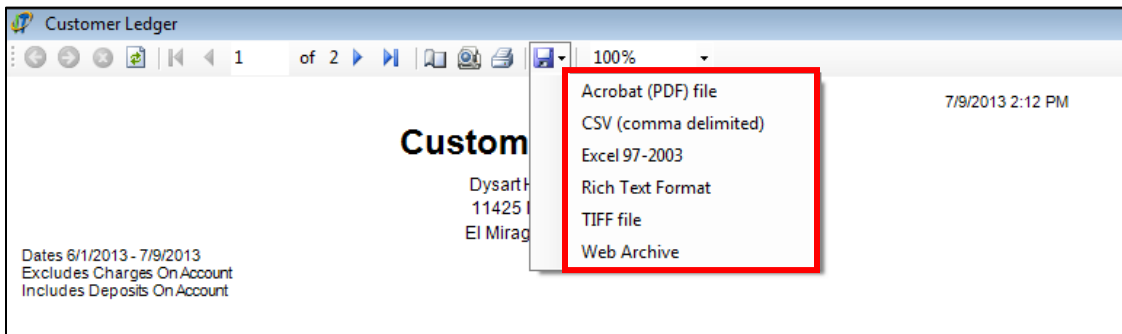 Customer Ledger
1 of 2 100%
Acrobat (PDF) file
CSV (comma delimited)
Excel 97-2003
Rich Text Format
TIFF file
Web Archive
7/9/2013 2:12 PM
Custom
Dysart H
11425
El Mirag
Dates 6/1/2013 - 7/9/2013
Excludes Charges On Account
Includes Deposits On Account